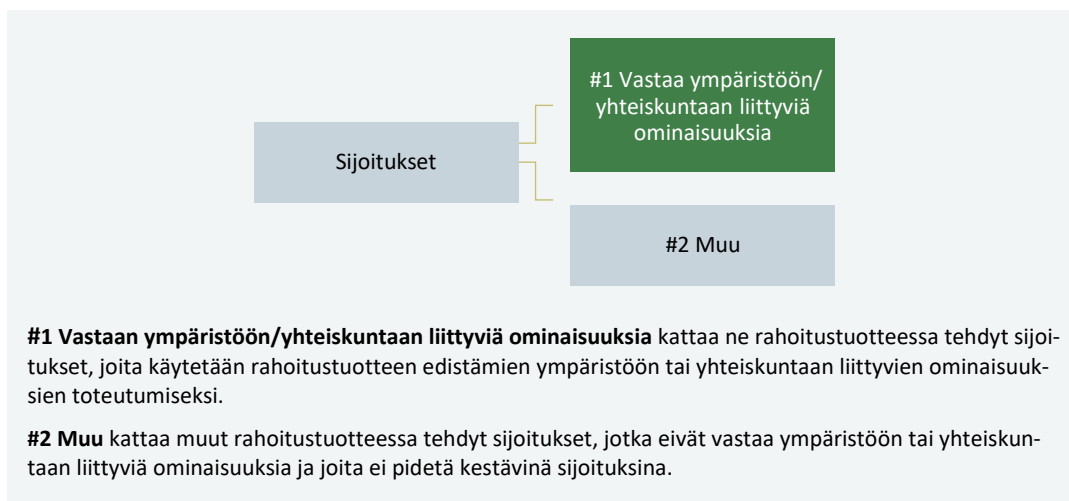 #1 Vastaa ympäristöön/
yhteiskuntaan liittyviä
ominaisuuksia
Sijoitukset
#2 Muu
#1 Vastaan ympäristöön/yhteiskuntaan liittyviä ominaisuuksia kattaa ne rahoitustuotteessa tehdyt sijoi-
tukset, joita käytetään rahoitustuotteen edistämien ympäristöön tai yhteiskuntaan liittyvien ominaisuuk-
sien toteutumiseksi.
#2 Muu kattaa muut rahoitustuotteessa tehdyt sijoitukset, jotka eivät vastaa ympäristöön tai yhteiskun-
taan liittyviä ominaisuuksia ja joita ei pidetä kestävinä sijoituksina.